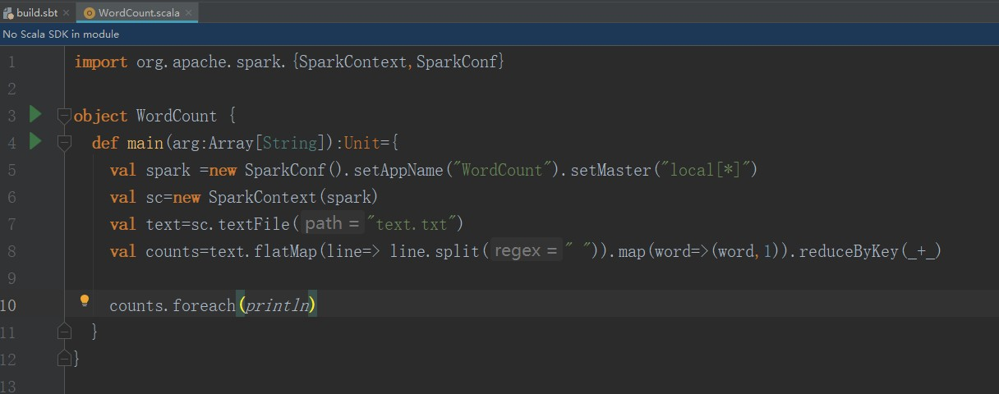 build.sbt WordCount.scala
No Scala SDK in module
1 import org.apache.spark.{SparkContext,SparkConf}
2
3 object WordCount {
4 def main(arg:Array[String]):Unit={
5 val spark =new SparkConf().setAppName("WordCount").setMaster("local[*]")
6 val sc=new SparkContext(spark)
7 val text=sc.textFile( path = "text.txt")
8 val counts=text.flatMap(line=> line.split( regex = " ")).map(word=>(word,1)).reduceByKey(_+_)
9
10 counts.foreach(println)
11 }
12 }
13